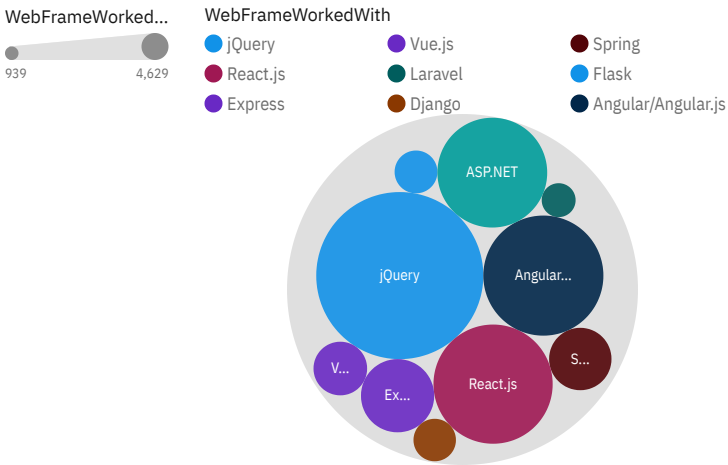 WebFrameWorked...
939
4,629
WebFrameWorkedWith
jQuery
Vue.js
Spring
React.js
Laravel
Flask
Express
Django
Angular/Angular.js
ASP.NET
jQuery
Angular...
V...
Ex...
React.js
S...